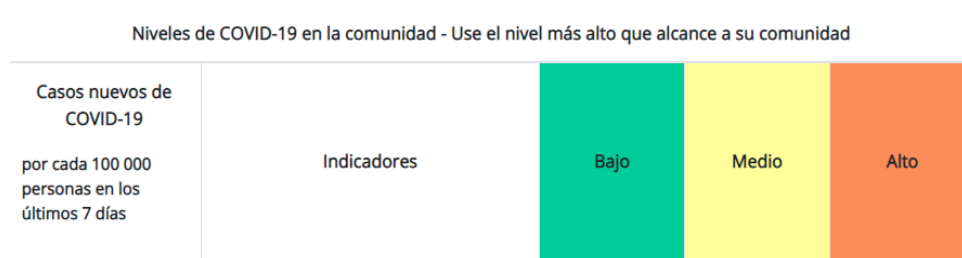 Niveles de COVID-19 en la comunidad - Use el nivel más alto que alcance a su comunidad
Casos nuevos de
COVID-19
por cada 100 000
personas en los
últimos 7 días
Indicadores
Bajo
Medio
Alto